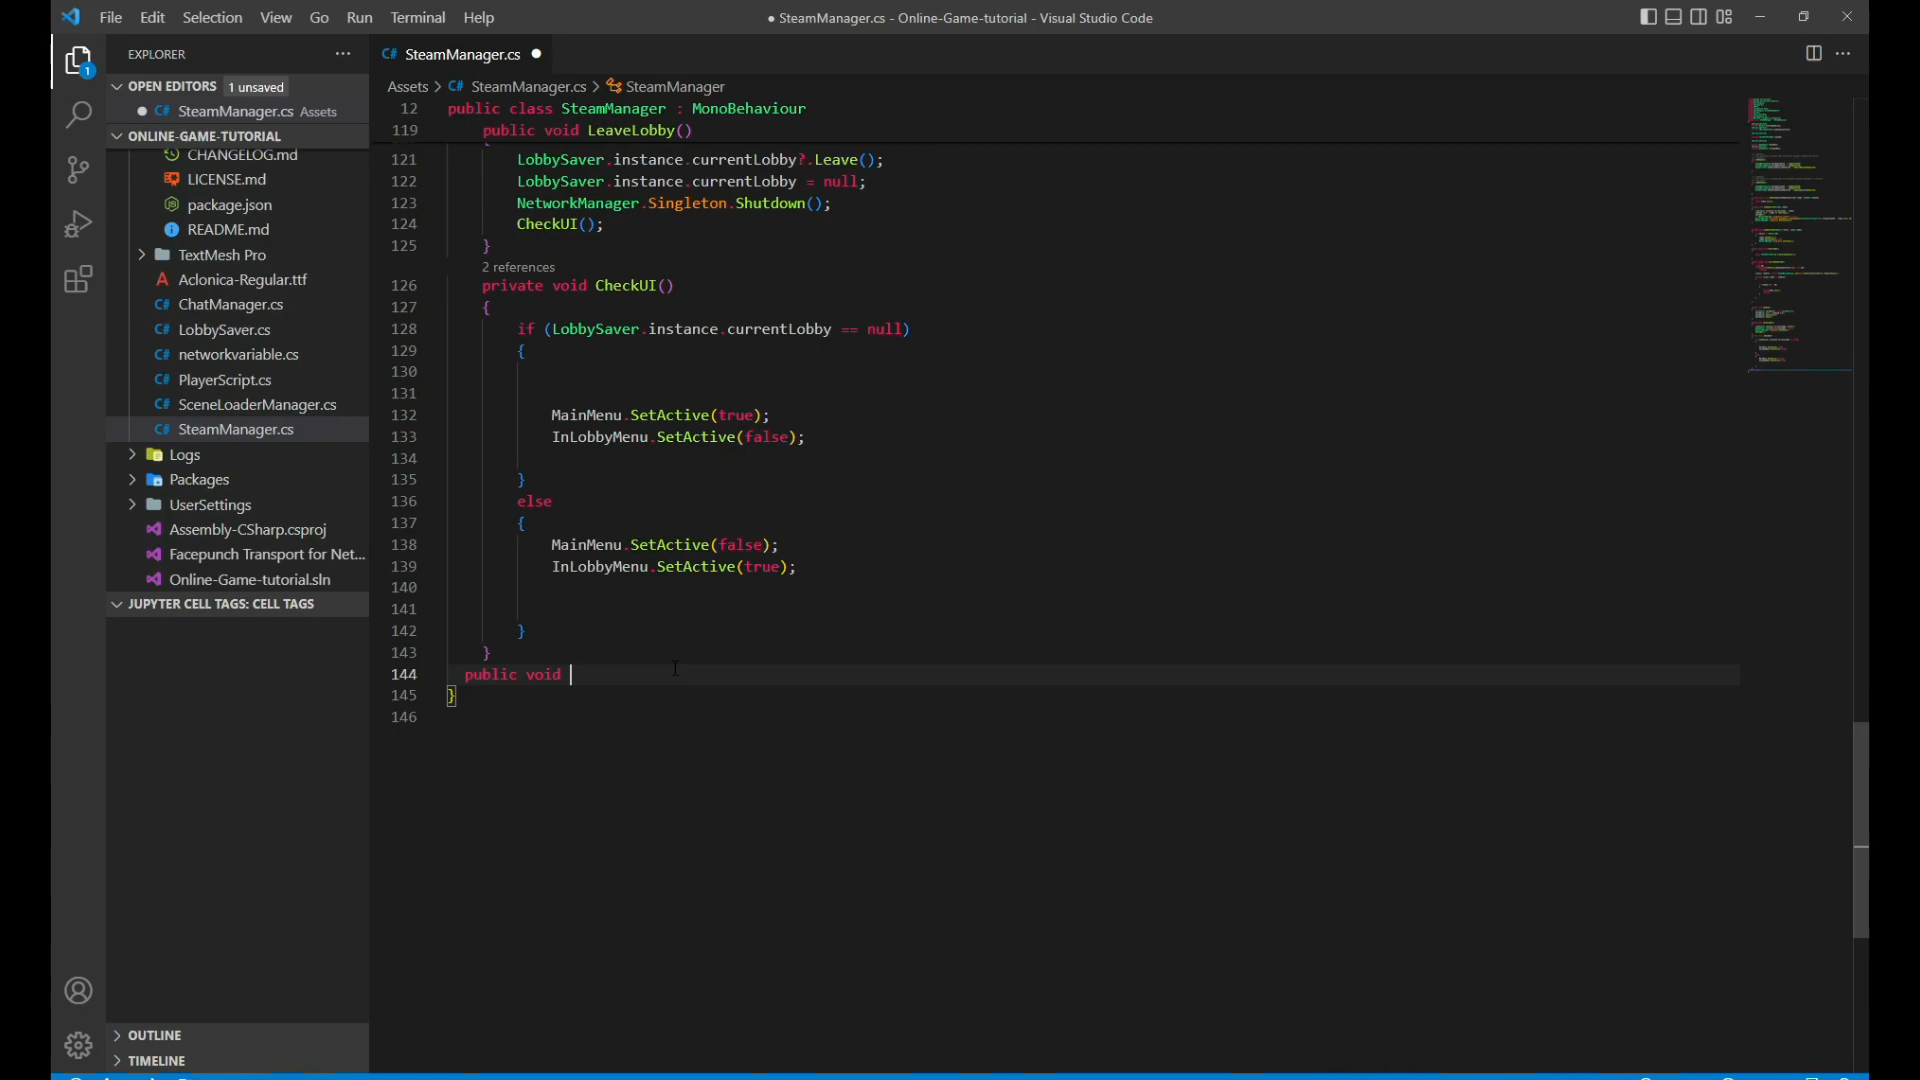 File Edit Selection View Go Run Terminal Help
● SteamManager.cs - Online-Game-tutorial - Visual Studio Code
EXPLORER
OPEN EDITORS 1 unsaved
C# SteamManager.cs Assets
ONLINE-GAME-TUTORIAL
CHANGELOG.md
LICENSE.md
package.json
README.md
TextMesh Pro
Aclonica-Regular.ttf
C# ChatManager.cs
C# LobbySaver.cs
C# networkvariable.cs
C# PlayerScript.cs
C# SceneLoaderManager.cs
C# SteamManager.cs
Logs
Packages
UserSettings
Assembly-CSharp.csproj
Facepunch Transport for Net...
Online-Game-tutorial.sln
JUPYTER CELL TAGS: CELL TAGS
OUTLINE
TIMELINE
1
C# SteamManager.cs
Assets > C# SteamManager.cs > SteamManager
12 public class SteamManager : MonoBehaviour
119 public void LeaveLobby()
{
121 LobbySaver.instance.currentLobby?.Leave();
122 LobbySaver.instance.currentLobby = null;
123 NetworkManager.Singleton.Shutdown();
124 CheckUI();
125 }
2 references
126 private void CheckUI()
127 {
128 if (LobbySaver.instance.currentLobby == null)
129 {
130
131
132 MainMenu.SetActive(true);
133 InLobbyMenu.SetActive(false);
134
135 }
136 else
137 {
138 MainMenu.SetActive(false);
139 InLobbyMenu.SetActive(true);
140
141
142 }
143 }
144 public void
145 }
146